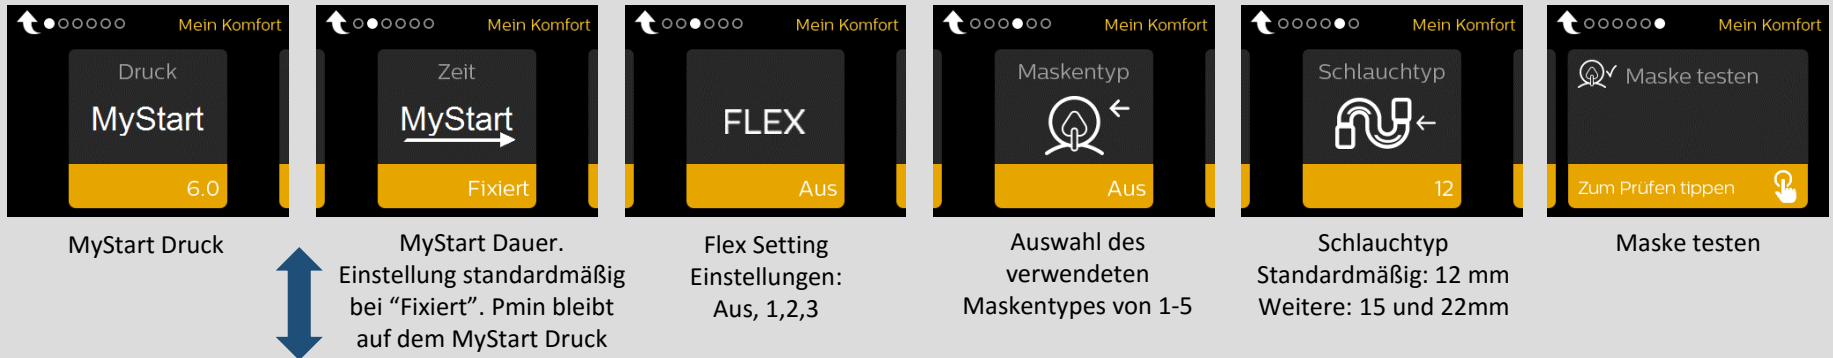 Mein Komfort
Druck
MyStart
6.0
Mein Komfort
Zeit
MyStart
Fixiert
Mein Komfort
FLEX
Aus
Mein Komfort
Maskentyp
Aus
Mein Komfort
Schlauchtyp
12
Mein Komfort
Maske testen
Zum Prüfen tippen
MyStart Druck
MyStart Dauer.
Einstellung standardmäßig
bei “Fixiert”. Pmin bleibt
auf dem MyStart Druck
Flex Setting
Einstellungen:
Aus, 1,2,3
Auswahl des
verwendeten
Maskentypes von 1-5
Schlauchtyp
Standardmäßig: 12 mm
Weitere: 15 und 22mm
Maske testen